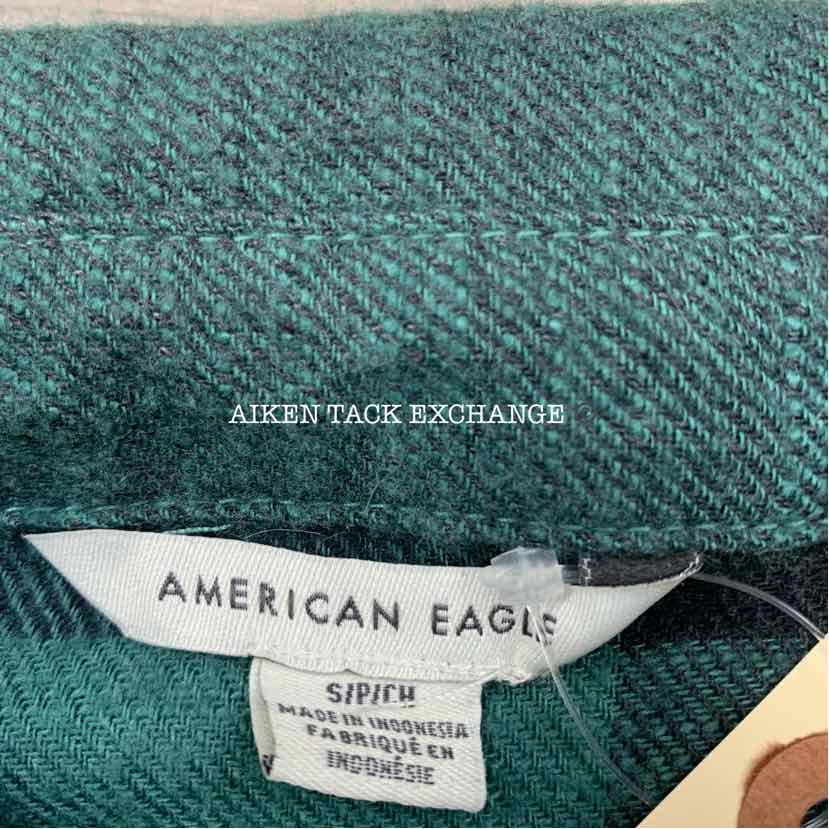 AIKEN TACK EXCHANGE
AMERICAN EAGLE
S/P/CH
MADE IN INDONESIA
FABRIQUÉ EN
INDONÉSIE